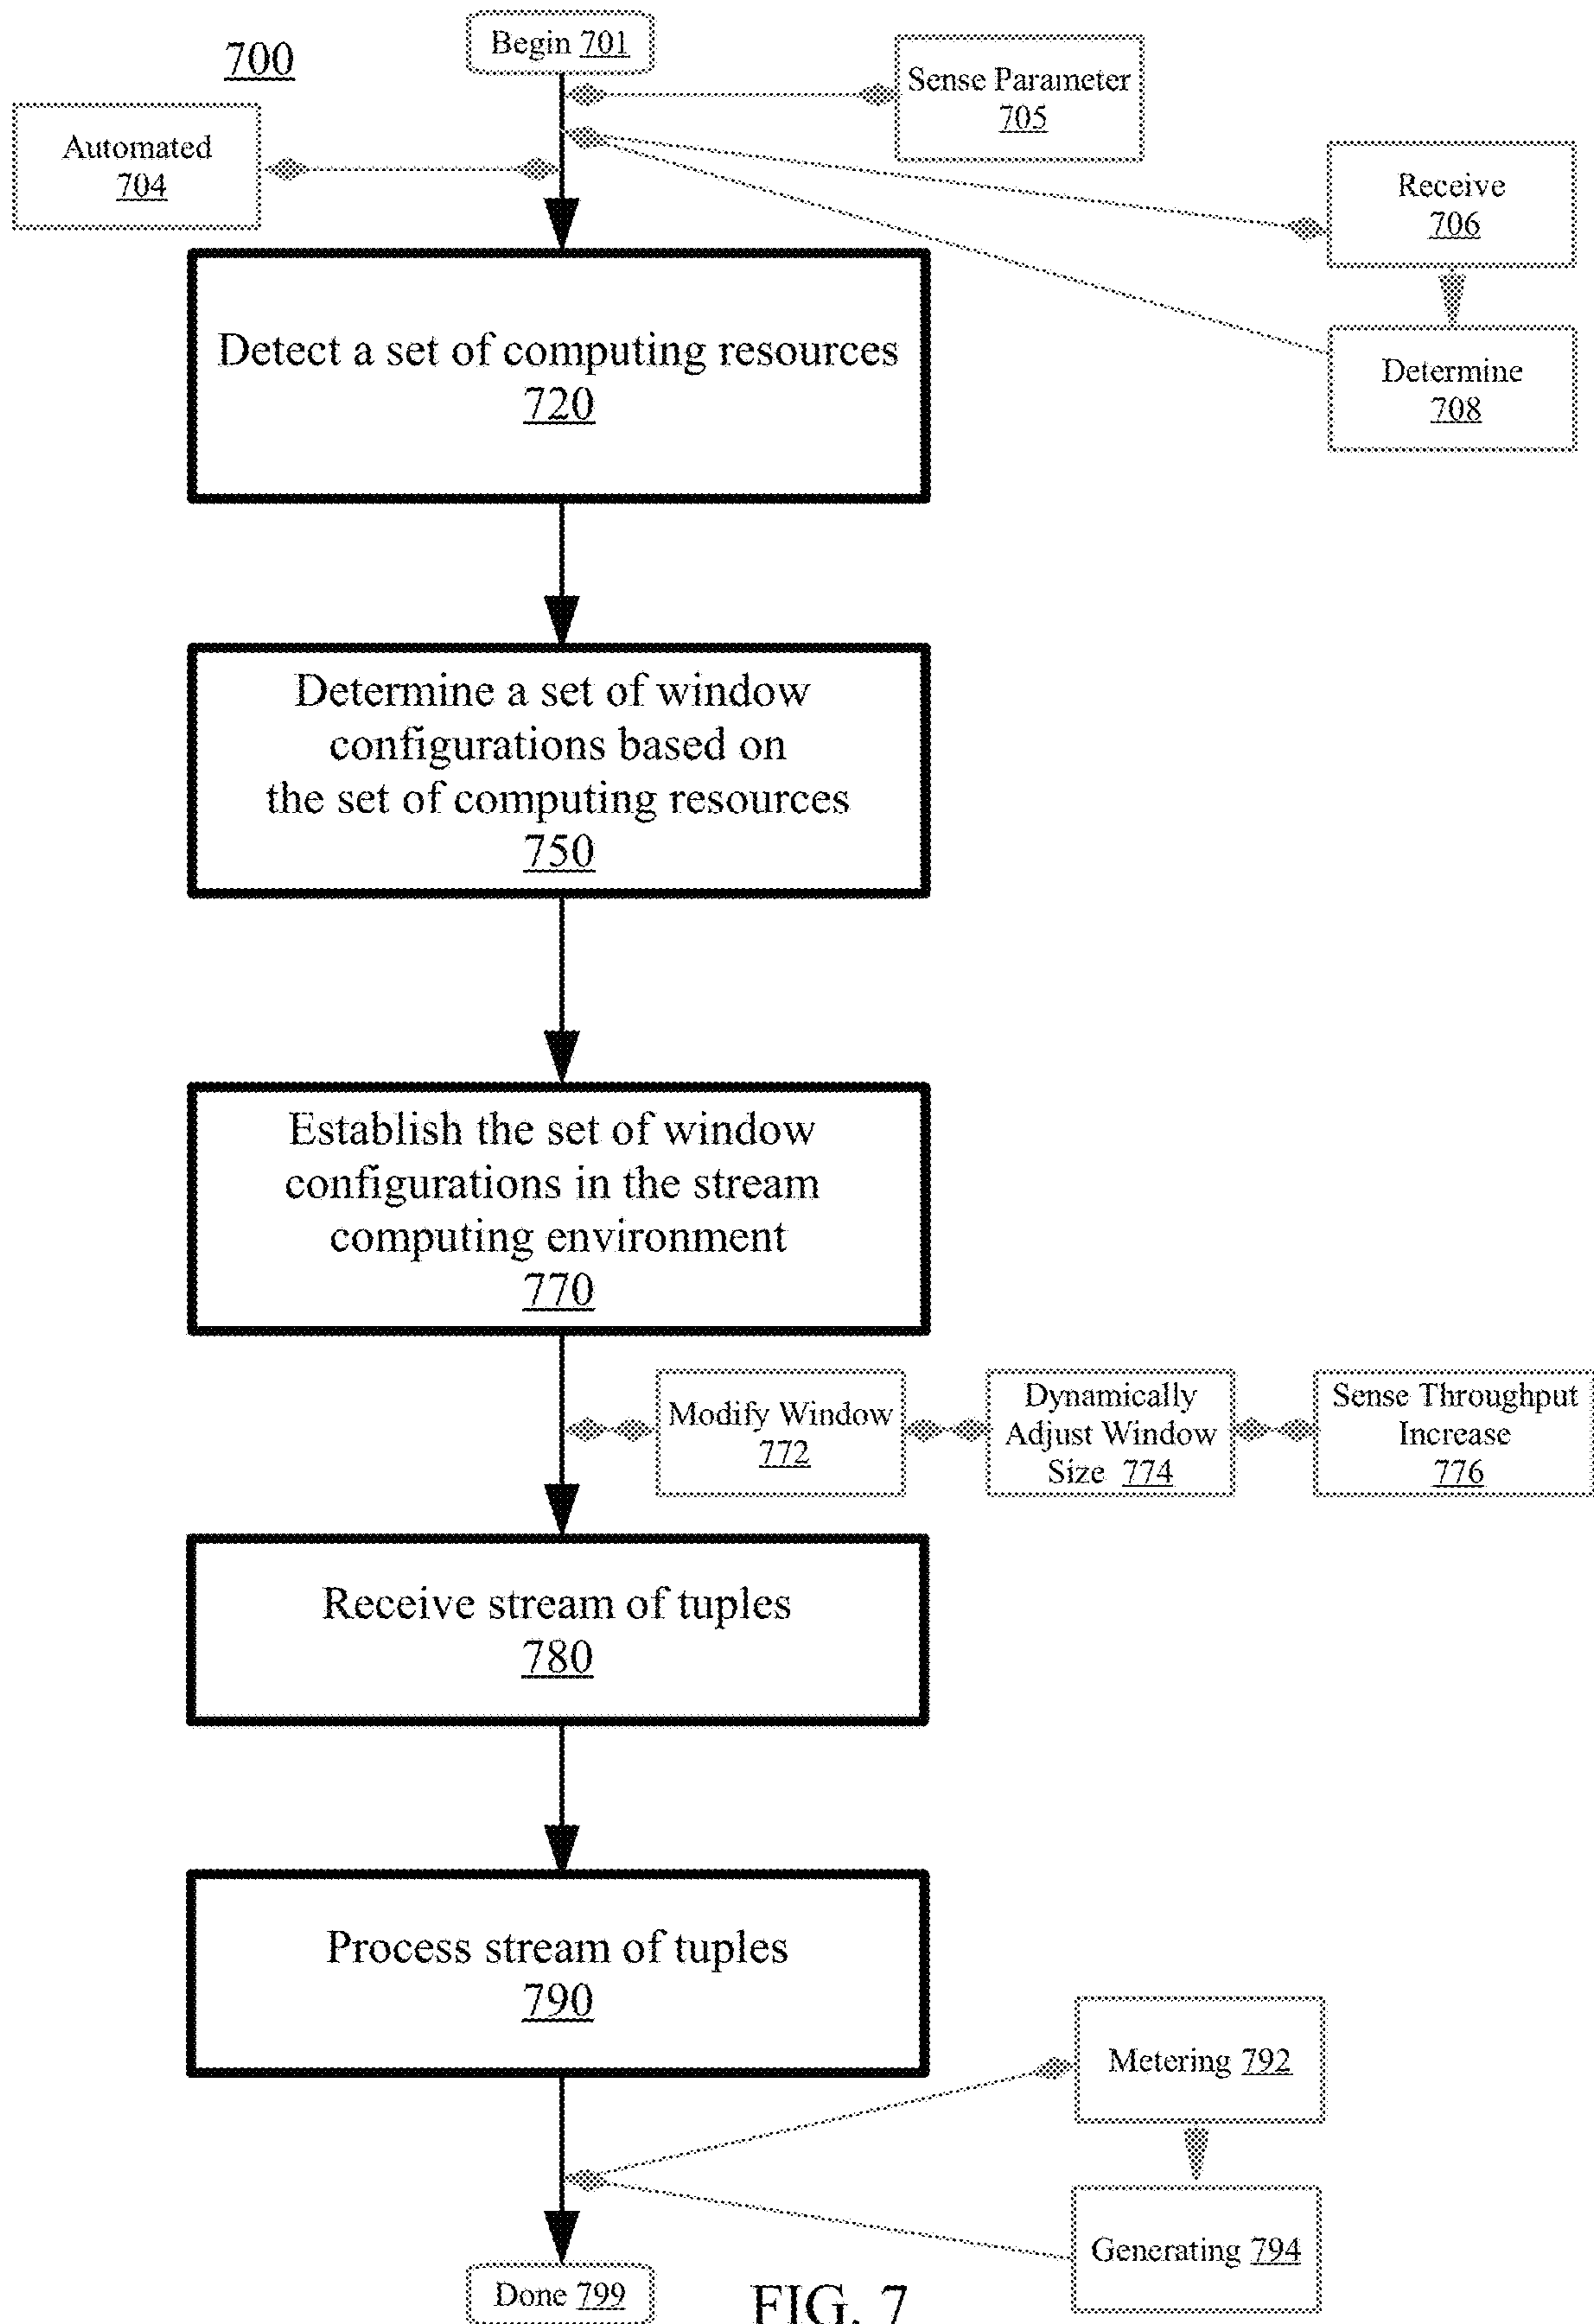 700
Begin 701
Sense Parameter
705
Automated
704
Receive
706
Determine
708
Detect a set of computing resources
720
Determine a set of window
configurations based on
the set of computing resources
750
Establish the set of window
configurations in the stream
computing environment
770
Modify Window
772
Dynamically
Adjust Window
Size 774
Sense Throughput
Increase
776
Receive stream of tuples
780
Process stream of tuples
790
Metering 792
Generating 794
Done 799
FIG. 7